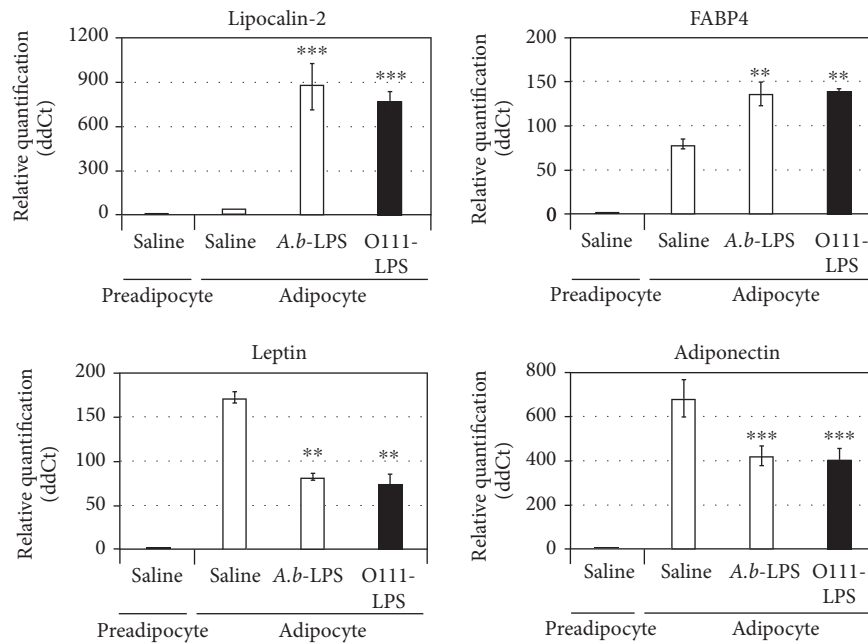 Lipocalin-2
Relative quantification
(ddCt)
1200
900
600
300
0
***
***
Saline
Saline
A.b-LPS
O111-
LPS
Preadipocyte
Adipocyte
FABP4
Relative quantification
(ddCt)
200
150
100
50
0
**
**
Saline
Saline
A.b-LPS
O111-
LPS
Preadipocyte
Adipocyte
Leptin
Relative quantification
(ddCt)
200
150
100
50
0
**
**
Saline
Saline
A.b-LPS
O111-
LPS
Preadipocyte
Adipocyte
Adiponectin
Relative quantification
(ddCt)
800
600
400
200
0
***
***
Saline
Saline
A.b-LPS
O111-
LPS
Preadipocyte
Adipocyte